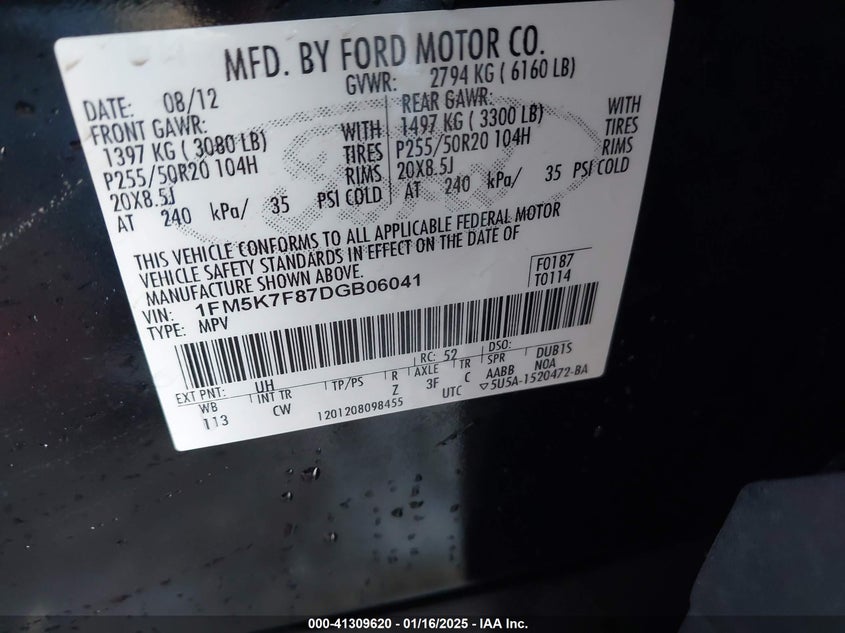 MFD. BY FORD MOTOR CO.
DATE: 08/12 GVWR: 2794 KG ( 6160 LB)
FRONT GAWR: REAR GAWR:
1397 KG ( 3080 LB) WITH 1497 KG ( 3300 LB) WITH
P255/50R20 104H TIRES P255/50R20 104H TIRES
20X8.5J RIMS 20X8.5J RIMS
AT 240 kPa/ 35 PSI COLD AT 240 kPa/ 35 PSI COLD
THIS VEHICLE CONFORMS TO ALL APPLICABLE FEDERAL MOTOR
VEHICLE SAFETY STANDARDS IN EFFECT ON THE DATE OF
MANUFACTURE SHOWN ABOVE. F0187
VIN: 1FM5K7F87DGB06041 T0114
TYPE: MPV
EXT PNT: UH RC: 52 DSO:
WB INT TR TP/PS R AXLE TR SPR DUB1S
113 CW Z 3F C AABB NOA
1201208098455 UTC ▽5U5A-1520472-BA
000-41309620 - 01/16/2025 - IAA Inc.